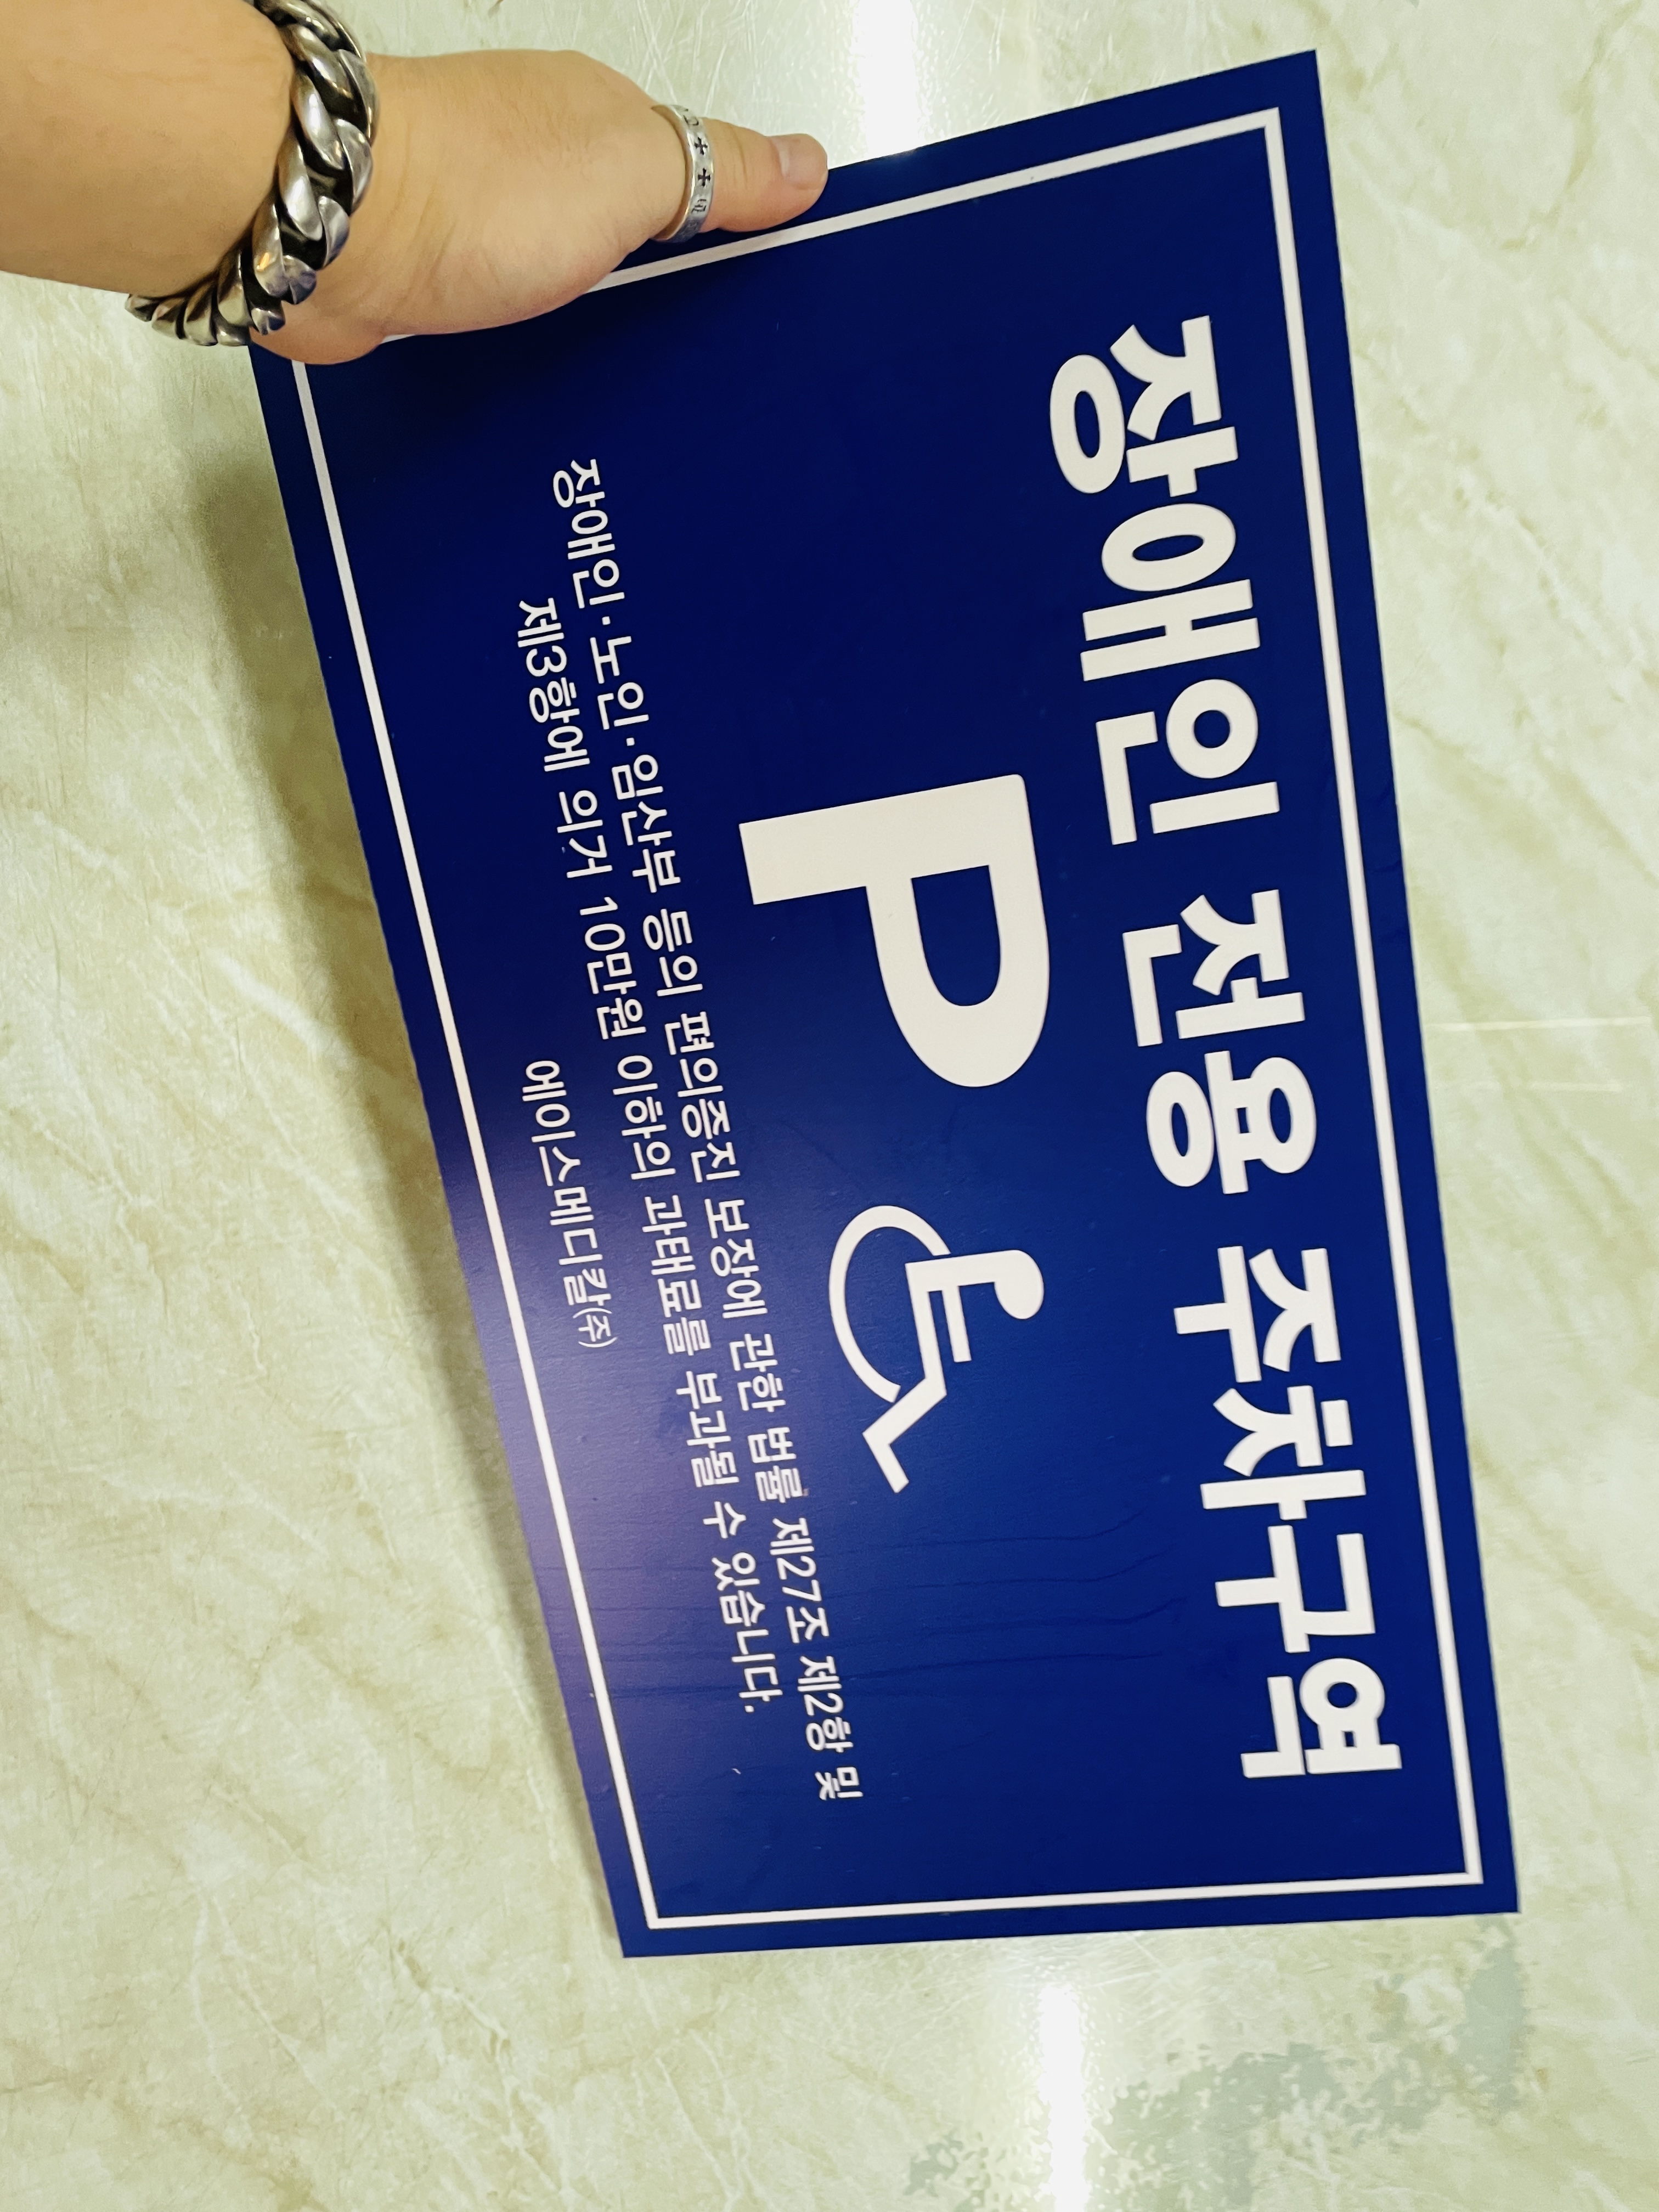 장애인 전용 주차구역
P
장애인·노인·임산부 등의 편의증진 보장에 관한 법률 제27조 제2항 및
제3항에 의거 10만원 이하의 과태료를 부과될 수 있습니다.
에이스메디칼(주)